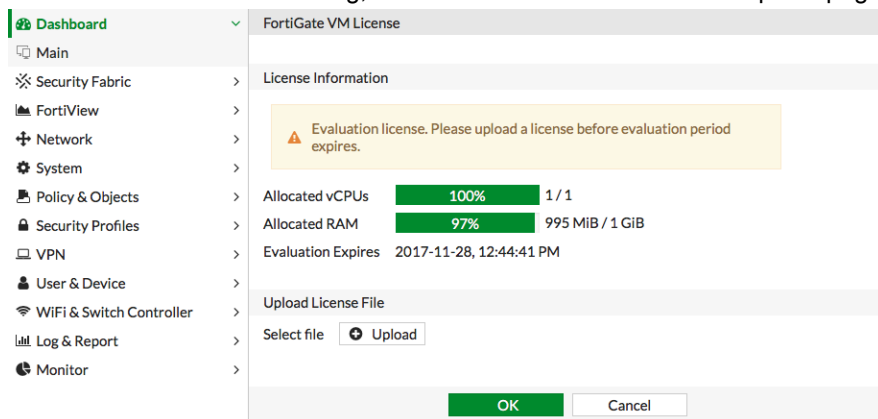 Dashboard
Main
Security Fabric
FortiView
Network
System
Policy & Objects
Security Profiles
VPN
User & Device
WiFi & Switch Controller
Log & Report
Monitor
FortiGate VM License
License Information
Evaluation license. Please upload a license before evaluation period
expires.
Allocated vCPUs 100% 1 / 1
Allocated RAM 97% 995 MiB / 1 GiB
Evaluation Expires 2017-11-28, 12:44:41 PM
Upload License File
Select file Upload
OK Cancel